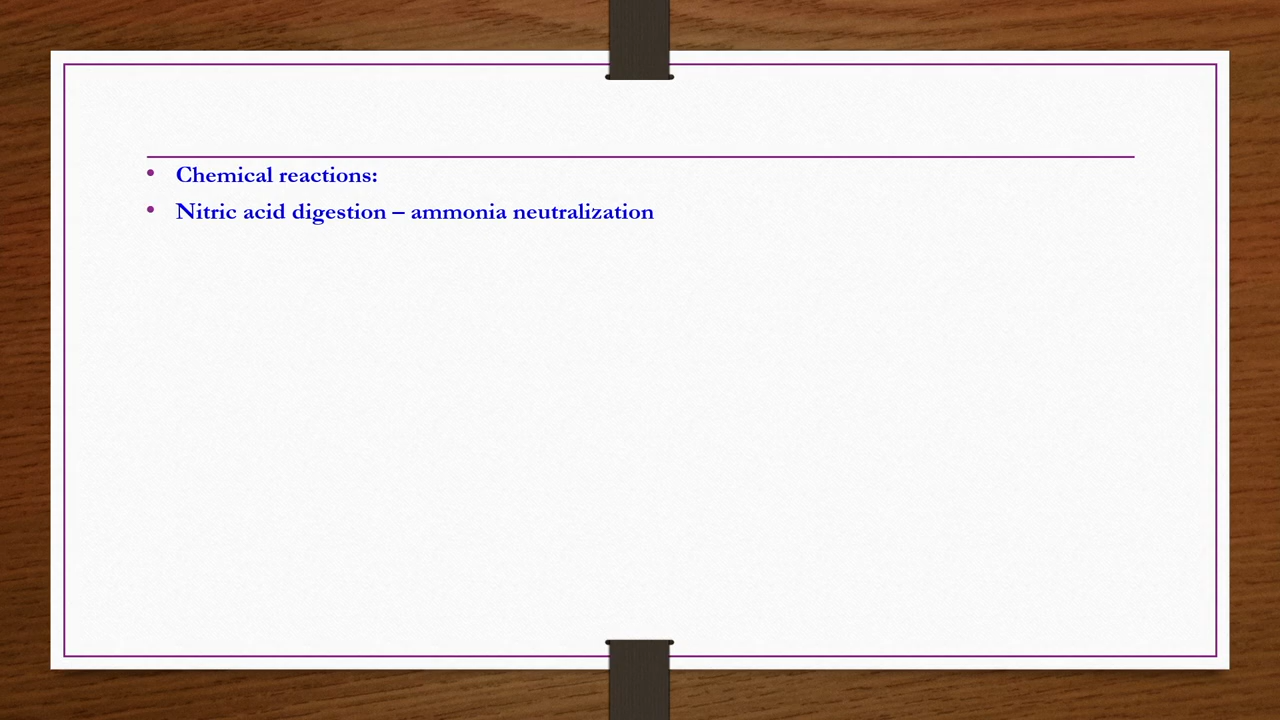 • Chemical reactions:
• Nitric acid digestion – ammonia neutralization